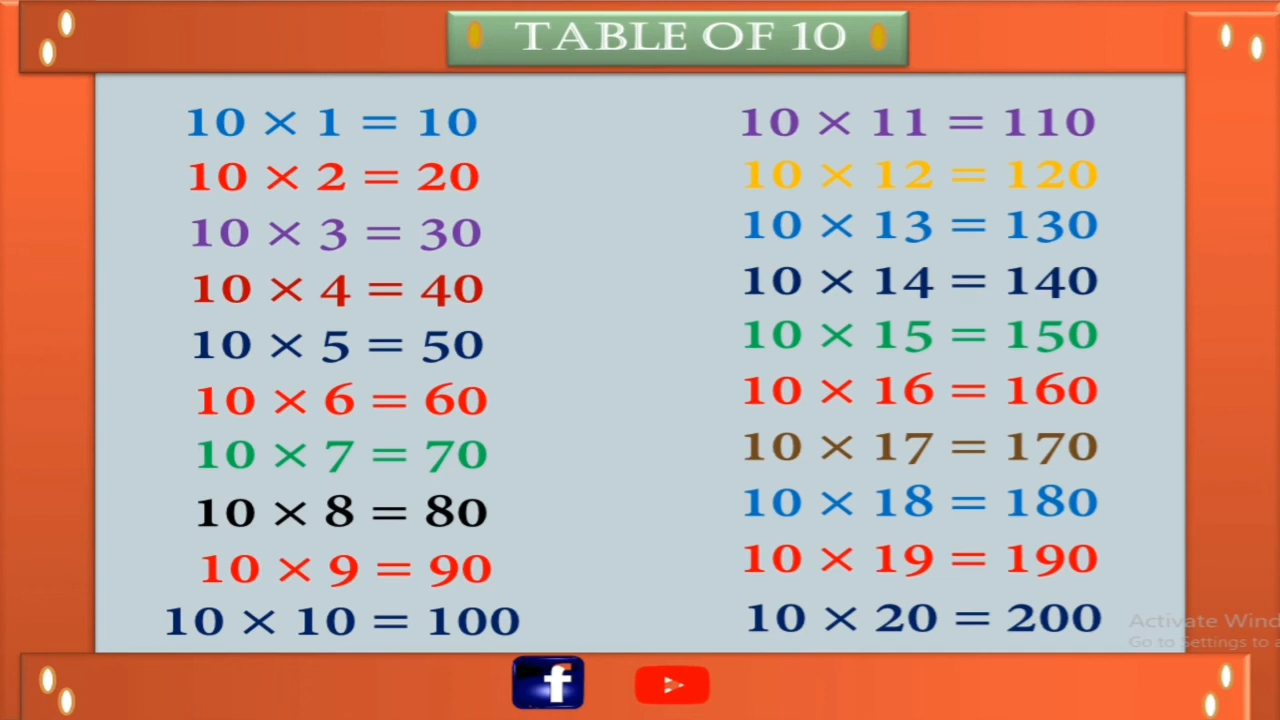 TABLE OF 10
10 × 1 = 10
10 × 2 = 20
10 × 3 = 30
10 × 4 = 40
10 × 5 = 50
10 × 6 = 60
10 × 7 = 70
10 × 8 = 80
10 × 9 = 90
10 × 10 = 100
10 × 11 = 110
10 × 12 = 120
10 × 13 = 130
10 × 14 = 140
10 × 15 = 150
10 × 16 = 160
10 × 17 = 170
10 × 18 = 180
10 × 19 = 190
10 × 20 = 200
Activate Wind
Go to Settings to a
f